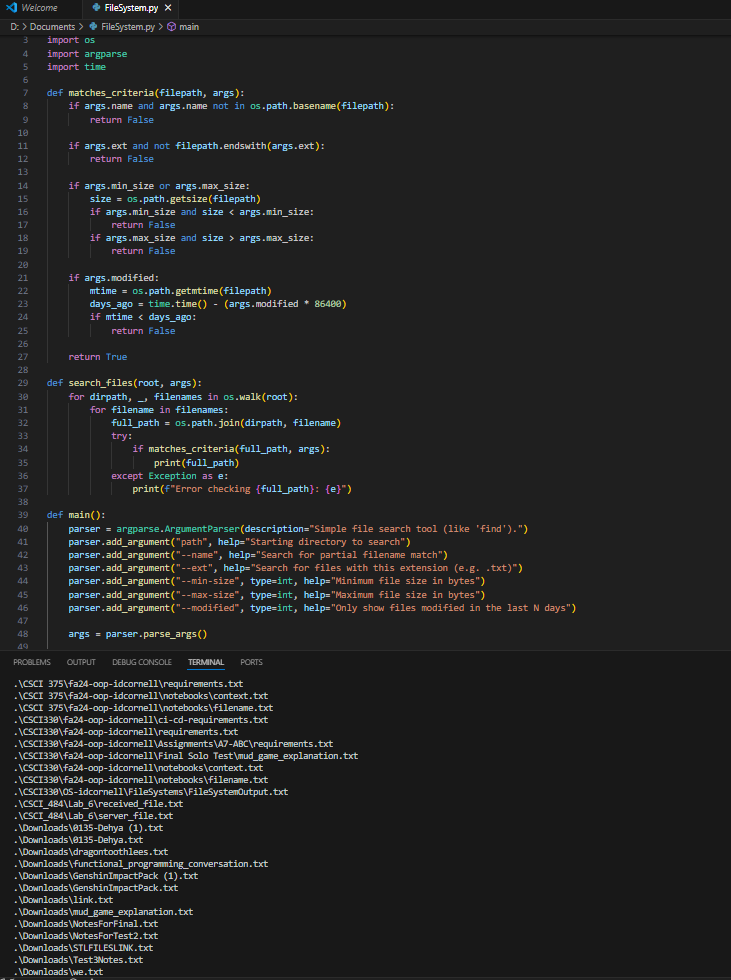 Welcome
FileSystem.py ×
D: > Documents > FileSystem.py > main
3 import os
4 import argparse
5 import time
6
7 def matches_criteria(filepath, args):
8     if args.name and args.name not in os.path.basename(filepath):
9         return False
10
11     if args.ext and not filepath.endswith(args.ext):
12         return False
13
14     if args.min_size or args.max_size:
15         size = os.path.getsize(filepath)
16         if args.min_size and size < args.min_size:
17             return False
18         if args.max_size and size > args.max_size:
19             return False
20
21     if args.modified:
22         mtime = os.path.getmtime(filepath)
23         days_ago = time.time() - (args.modified * 86400)
24         if mtime < days_ago:
25             return False
26
27     return True
28
29 def search_files(root, args):
30     for dirpath, _, filenames in os.walk(root):
31         for filename in filenames:
32             full_path = os.path.join(dirpath, filename)
33             try:
34                 if matches_criteria(full_path, args):
35                     print(full_path)
36             except Exception as e:
37                 print(f"Error checking {full_path}: {e}")
38
39 def main():
40     parser = argparse.ArgumentParser(description="Simple file search tool (like 'find').")
41     parser.add_argument("path", help="Starting directory to search")
42     parser.add_argument("--name", help="Search for partial filename match")
43     parser.add_argument("--ext", help="Search for files with this extension (e.g. .txt)")
44     parser.add_argument("--min-size", type=int, help="Minimum file size in bytes")
45     parser.add_argument("--max-size", type=int, help="Maximum file size in bytes")
46     parser.add_argument("--modified", type=int, help="Only show files modified in the last N days")
47
48     args = parser.parse_args()
49
PROBLEMS OUTPUT DEBUG CONSOLE TERMINAL PORTS
.\CSCI 375\fa24-oop-idcornell\requirements.txt
.\CSCI 375\fa24-oop-idcornell\notebooks\context.txt
.\CSCI 375\fa24-oop-idcornell\notebooks\filename.txt
.\CSCI330\fa24-oop-idcornell\ci-cd-requirements.txt
.\CSCI330\fa24-oop-idcornell\requirements.txt
.\CSCI330\fa24-oop-idcornell\Assignments\A7-ABC\requirements.txt
.\CSCI330\fa24-oop-idcornell\Final Solo Test\mud_game_explanation.txt
.\CSCI330\fa24-oop-idcornell\notebooks\context.txt
.\CSCI330\fa24-oop-idcornell\notebooks\filename.txt
.\CSCI330\OS-idcornell\FileSystems\FileSystemOutput.txt
.\CSCI_484\Lab_6\received_file.txt
.\CSCI_484\Lab_6\server_file.txt
.\Downloads\0135-Dehya (1).txt
.\Downloads\0135-Dehya.txt
.\Downloads\dragontoothlees.txt
.\Downloads\functional_programming_conversation.txt
.\Downloads\GenshinImpactPack (1).txt
.\Downloads\GenshinImpactPack.txt
.\Downloads\link.txt
.\Downloads\mud_game_explanation.txt
.\Downloads\NotesForFinal.txt
.\Downloads\NotesForTest2.txt
.\Downloads\STLFILESLINK.txt
.\Downloads\Test3Notes.txt
.\Downloads\we.txt